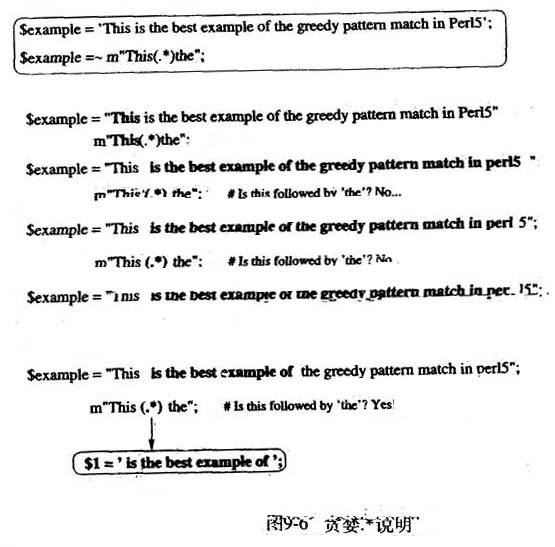 $example = 'This is the best example of the greedy pattern match in Perl5';
$example =~ m"This(.*)the";
$example = "This is the best example of the greedy pattern match in Perl5"
m"This(.*)the":
$example = "This is the best example of the greedy pattern match in perl5 "
m"This(.*) the"; # Is this followed by 'the'? No...
$example = "This is the best example of the greedy pattern match in perl 5";
m"This (.*) the"; # Is this followed by 'the'? No
$example = "This is the best example of the greedy pattern match in
$example = "This is the best example of the greedy pattern match in perl5";
m"This (.*) the"; # Is this followed by 'the'? Yes!
$1 = ' is the best example of ';
图9-6 贪婪.*说明